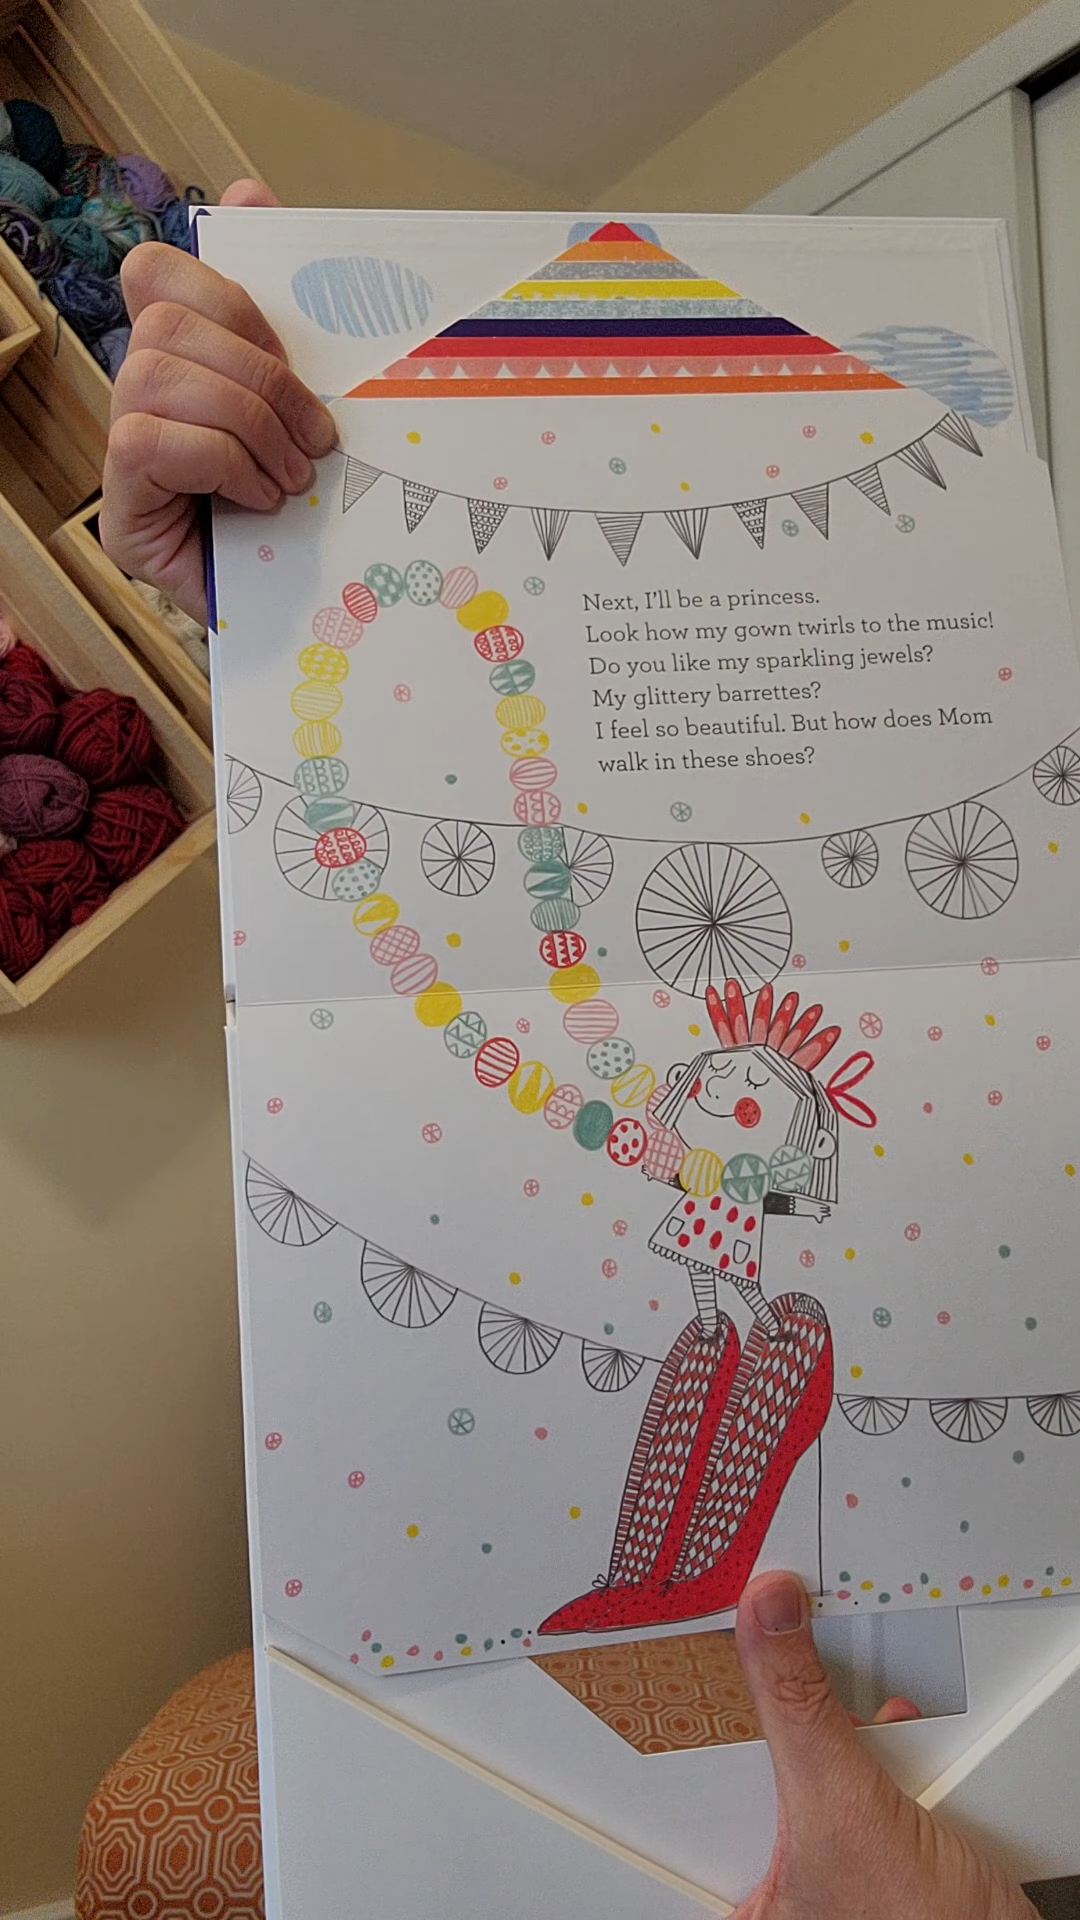 Next, I'll be a princess.
Look how my gown twirls to the music!
Do you like my sparkling jewels?
My glittery barrettes?
I feel so beautiful. But how does Mom
walk in these shoes?